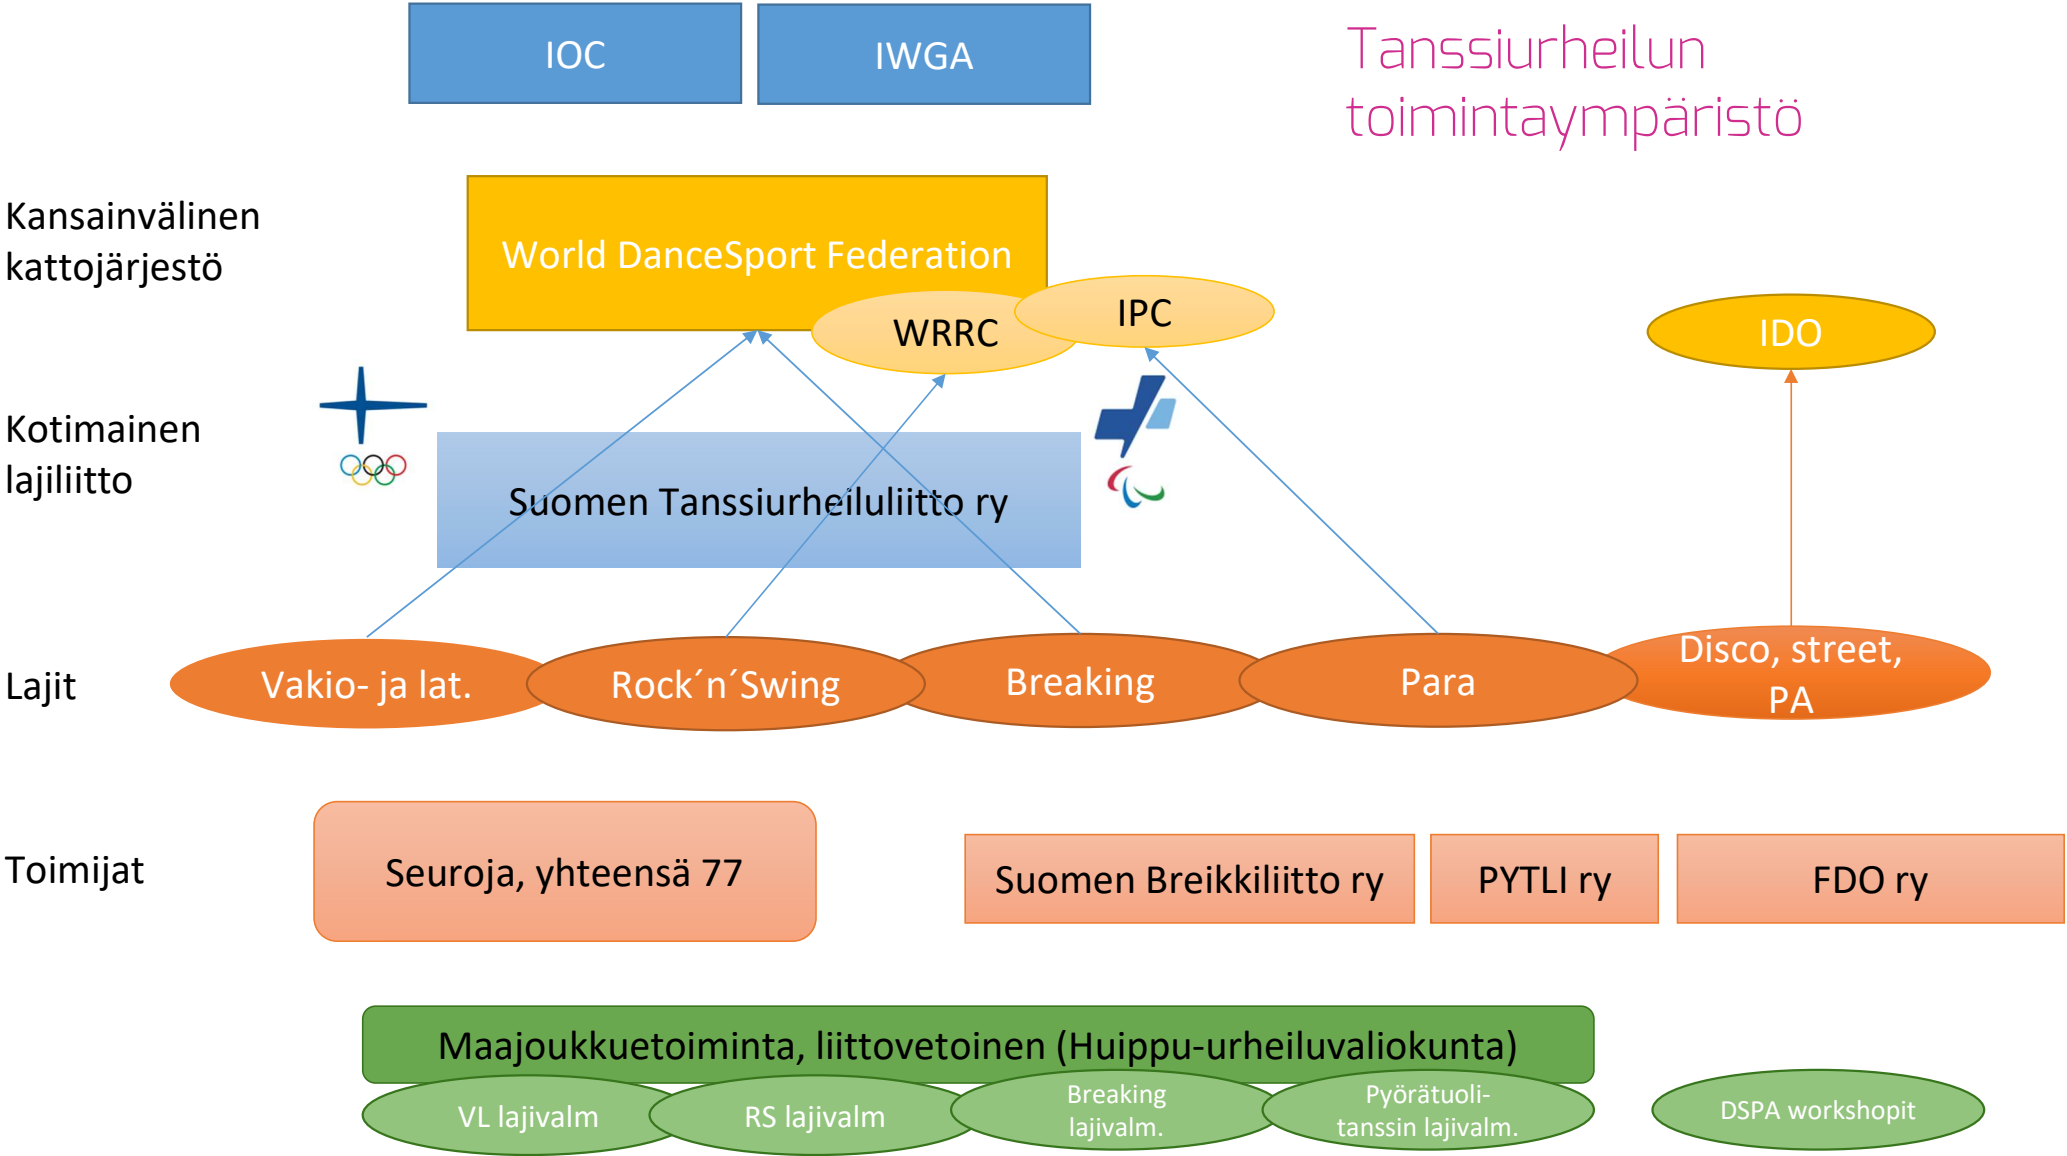 IOC
IWGA
Tanssiurheilun
toimintaympäristö
Kansainvälinen
kattojärjestö
World DanceSport Federation
WRRC
IPC
IDO
Kotimainen
lajiliitto
Suomen Tanssiurheiluliitto ry
Lajit
Vakio- ja lat.
Rock´n´Swing
Breaking
Para
Disco, street,
PA
Toimijat
Seuroja, yhteensä 77
Suomen Breikkiliitto ry
PYTLI ry
FDO ry
Maajoukkuetoiminta, liittovetoinen (Huippu-urheiluvaliokunta)
VL lajivalm
RS lajivalm
Breaking
lajivalm.
Pyörätuoli-
tanssin lajivalm.
DSPA workshopit